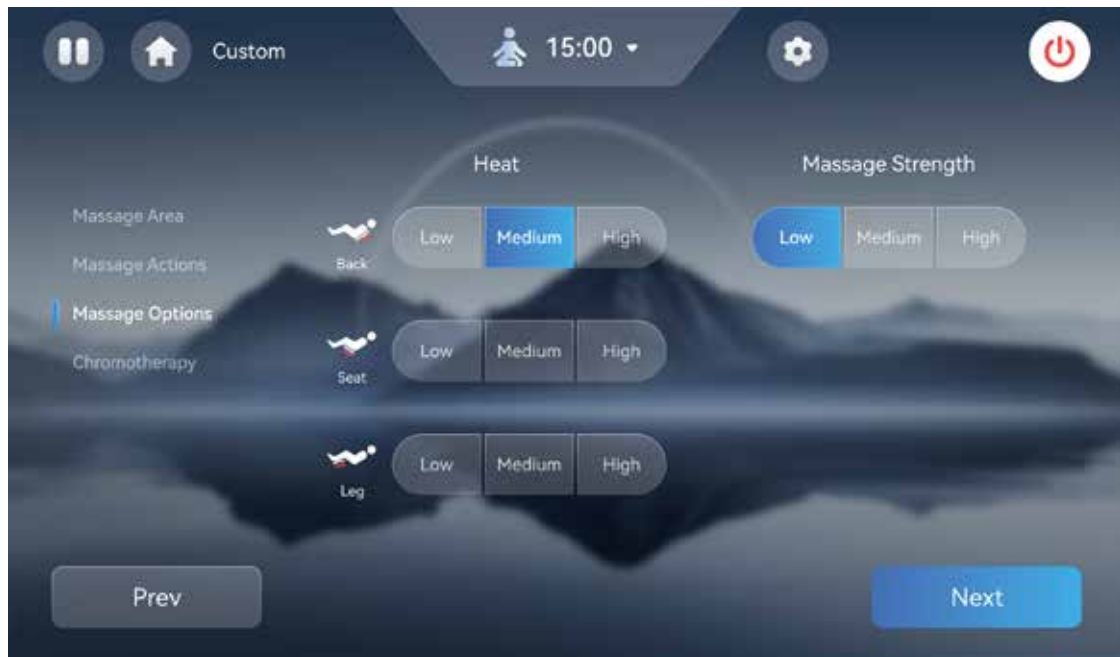 Custom
15:00
Heat
Massage Strength
Massage Area
Massage Actions
Massage Options
Chromotherapy
Back
Low Medium High
Low Medium High
Seat
Low Medium High
Leg
Low Medium High
Prev
Next